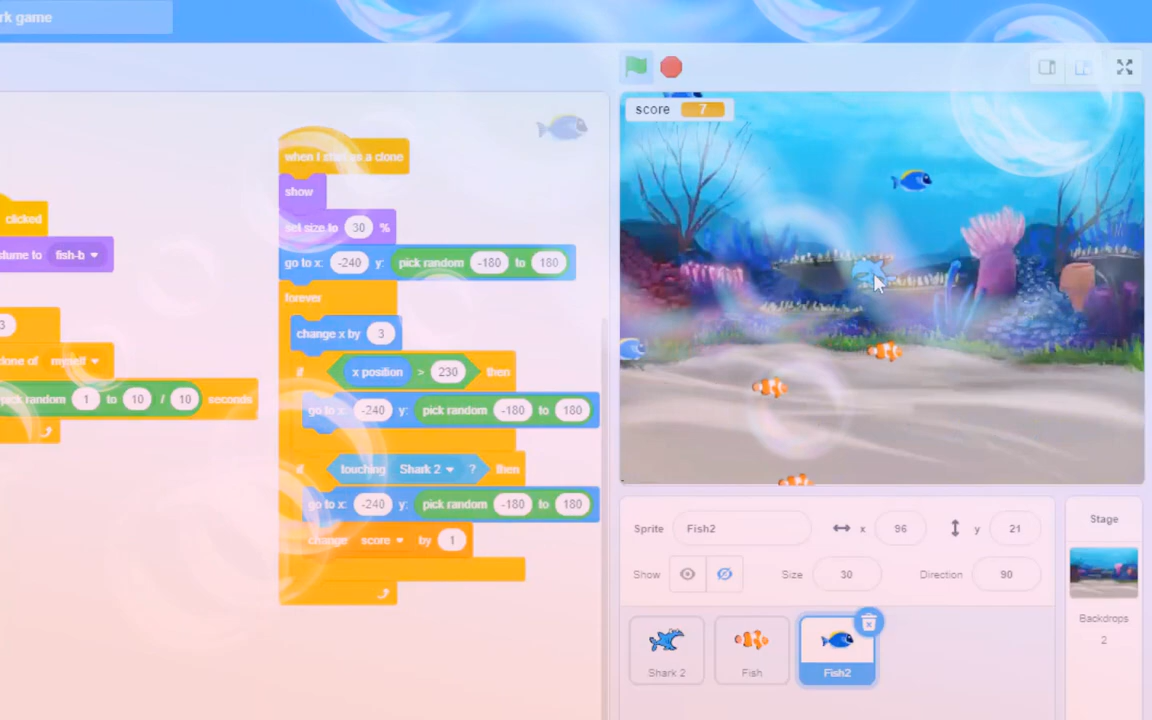 rk game
score 7
when I start as a clone
show
clicked
set size to 30 %
stume to fish-b
go to x: -240 y: pick random -180 to 180
forever
3
change x by 3
lone of myself
if x position > 230 then
pick random 1 to 10 / 10 seconds
go to x: -240 y: pick random -180 to 180
if touching Shark 2 ? then
go to x: -240 y: pick random -180 to 180
change score by 1
Sprite Fish2 x 96 y 21
Show Size 30 Direction 90
Shark 2 Fish Fish2
Stage
Backdrops
2